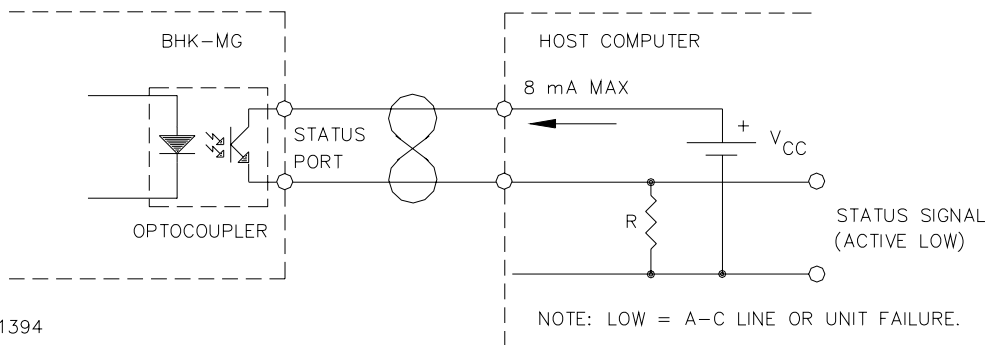 BHK-MG
HOST COMPUTER
8 mA MAX
STATUS
PORT
+
VCC
R
OPTOCOUPLER
STATUS SIGNAL
(ACTIVE LOW)
NOTE: LOW = A-C LINE OR UNIT FAILURE.
1394